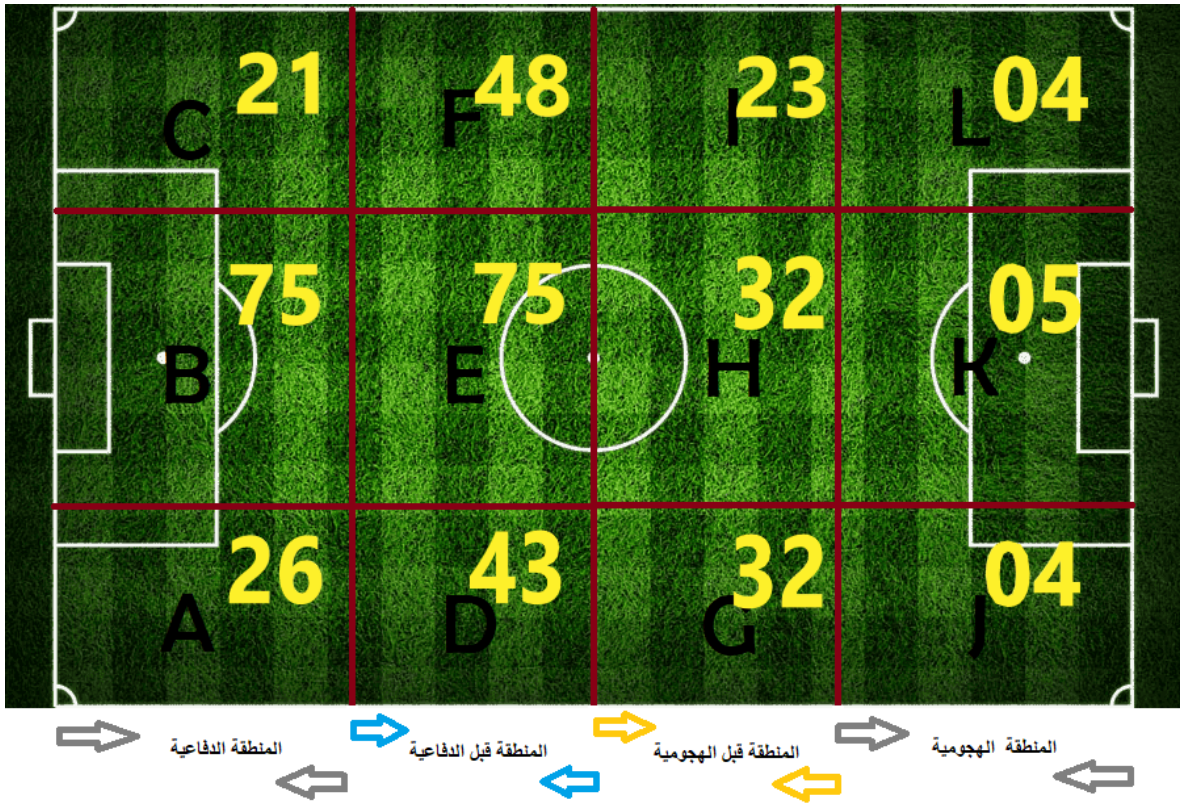 C 21 F 48 I 23 L 04
B 75 E 75 H 32 K 05
A 26 D 43 G 32 J 04
المنطقة الدفاعية
المنطقة قبل الدفاعية
المنطقة قبل الهجومية
المنطقة الهجومية